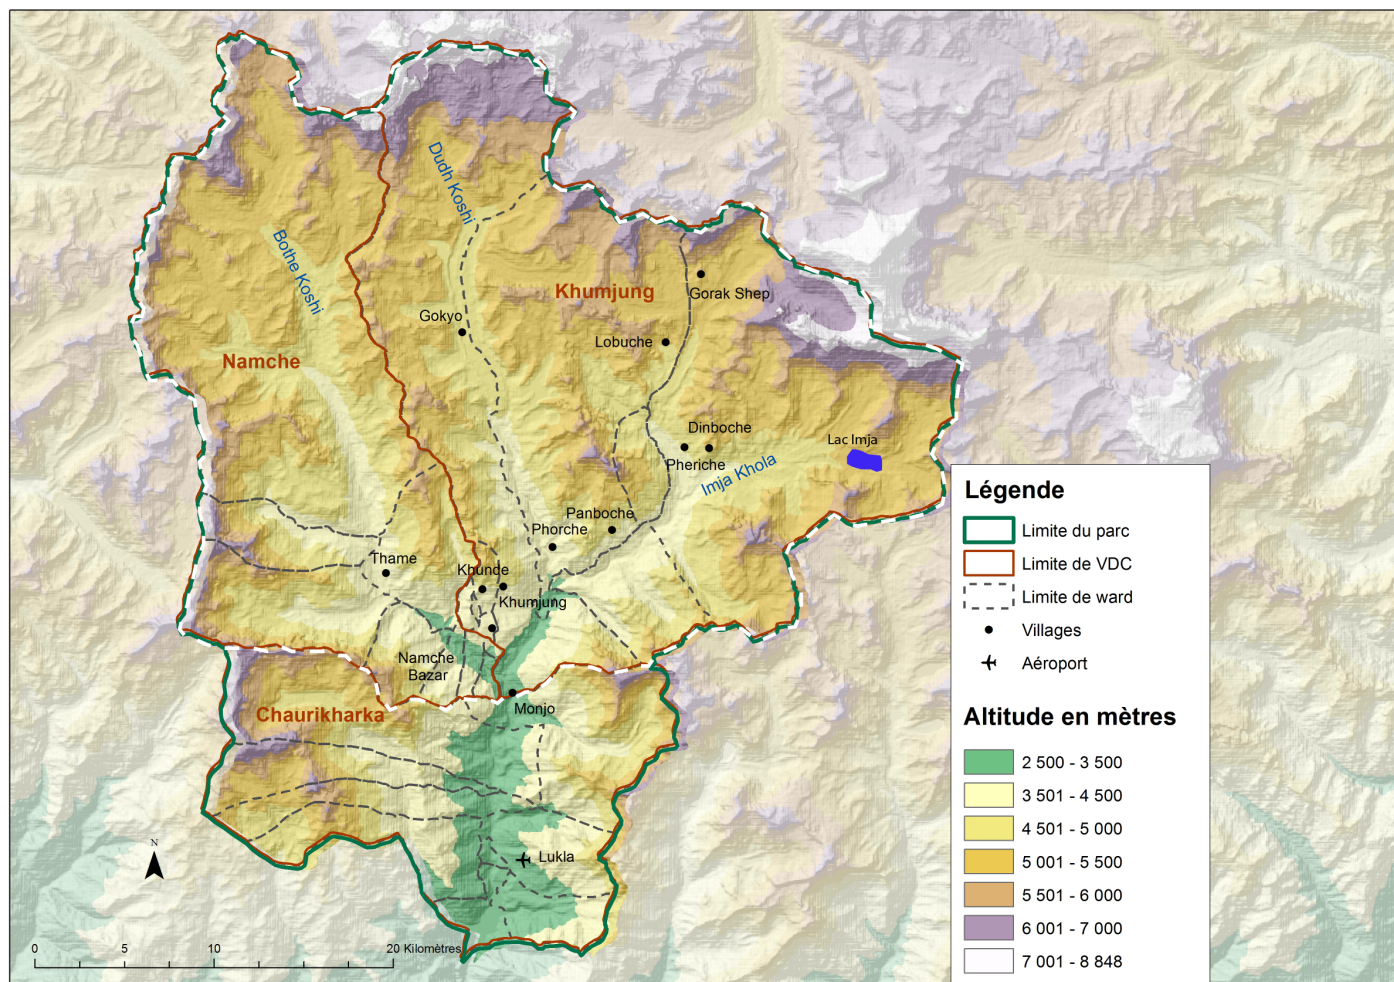 Dudh Koshi
Bothe Koshi
Khumjung
Gorak Shep
Gokyo
Lobuche
Namche
Dinboche
Lac Imja
Pheriche
Imja Khola
Panboche
Phorche
Thame
Khunde
Khumjung
Namche
Bazar
Monjo
Chaurikharka
Lukla
N
0 5 10 20 Kilomètres
Légende
Limite du parc
Limite de VDC
Limite de ward
Villages
Aéroport
Altitude en mètres
2 500 - 3 500
3 501 - 4 500
4 501 - 5 000
5 001 - 5 500
5 501 - 6 000
6 001 - 7 000
7 001 - 8 848